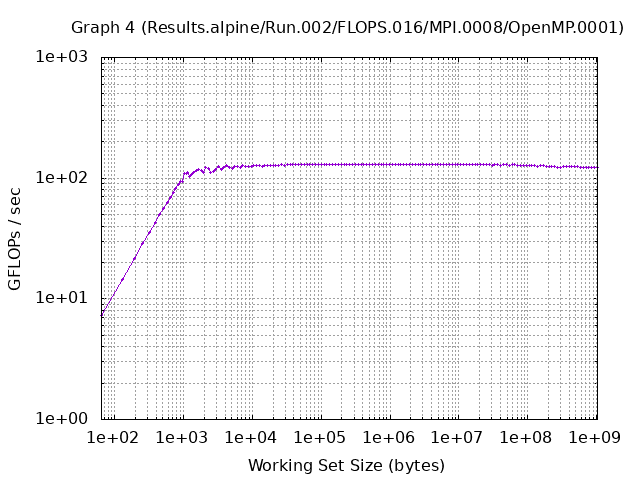 Graph 4 (Results.alpine/Run.002/FLOPS.016/MPI.0008/OpenMP.0001)
1e+03
1e+02
1e+01
1e+00
GFLOPs / sec
1e+02 1e+03 1e+04 1e+05 1e+06 1e+07 1e+08 1e+09
Working Set Size (bytes)